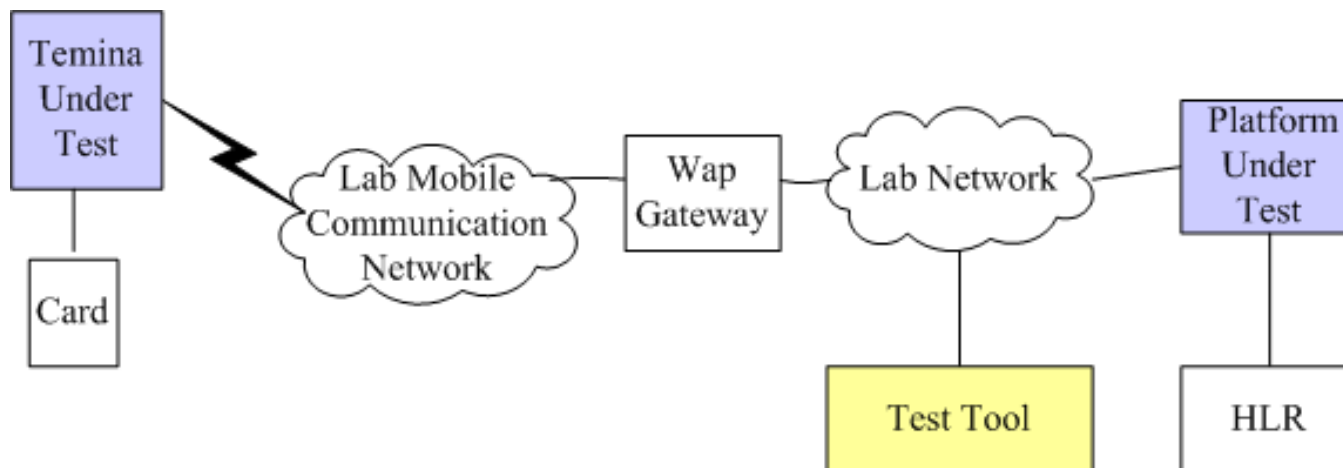 Temina
Under
Test
Card
Lab Mobile
Communication
Network
Wap
Gateway
Lab Network
Test Tool
Platform
Under
Test
HLR